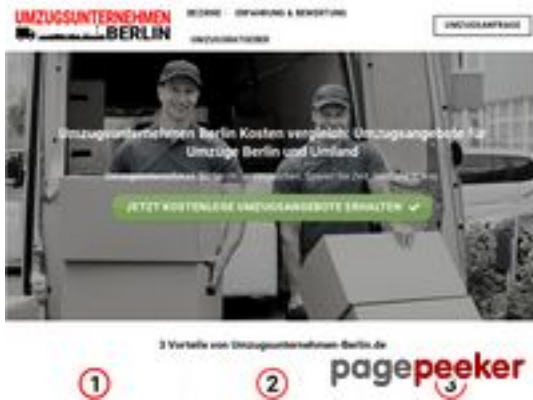 UMZUGSUNTERNEHMEN
BERLIN
BEZIRKE ERFAHRUNG & BEWERTUNG
UMZUGSRATGEBER
UMZUGSANFRAGE
Umzugsunternehmen Berlin Kosten vergleich: Umzugsangebote für
Umzüge Berlin und Umland
JETZT KOSTENLOSE UMZUGSANGEBOTE ERHALTEN
3 Vorteile von Umzugsunternehmen-Berlin.de
1 2 3
pagepeeker